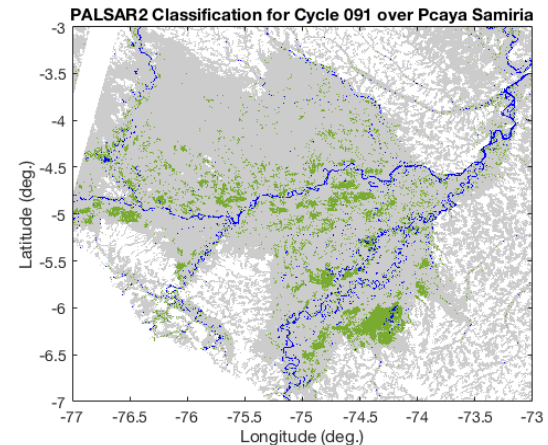 PALSAR2 Classification for Cycle 091 over Pcaya Samiria
-3
-3.5
-4
-4.5
-5
-5.5
-6
-6.5
-7
Latitude (deg.)
-77 -76.5 -76 -75.5 -75 -74.5 -74 -73.5 -73
Longitude (deg.)